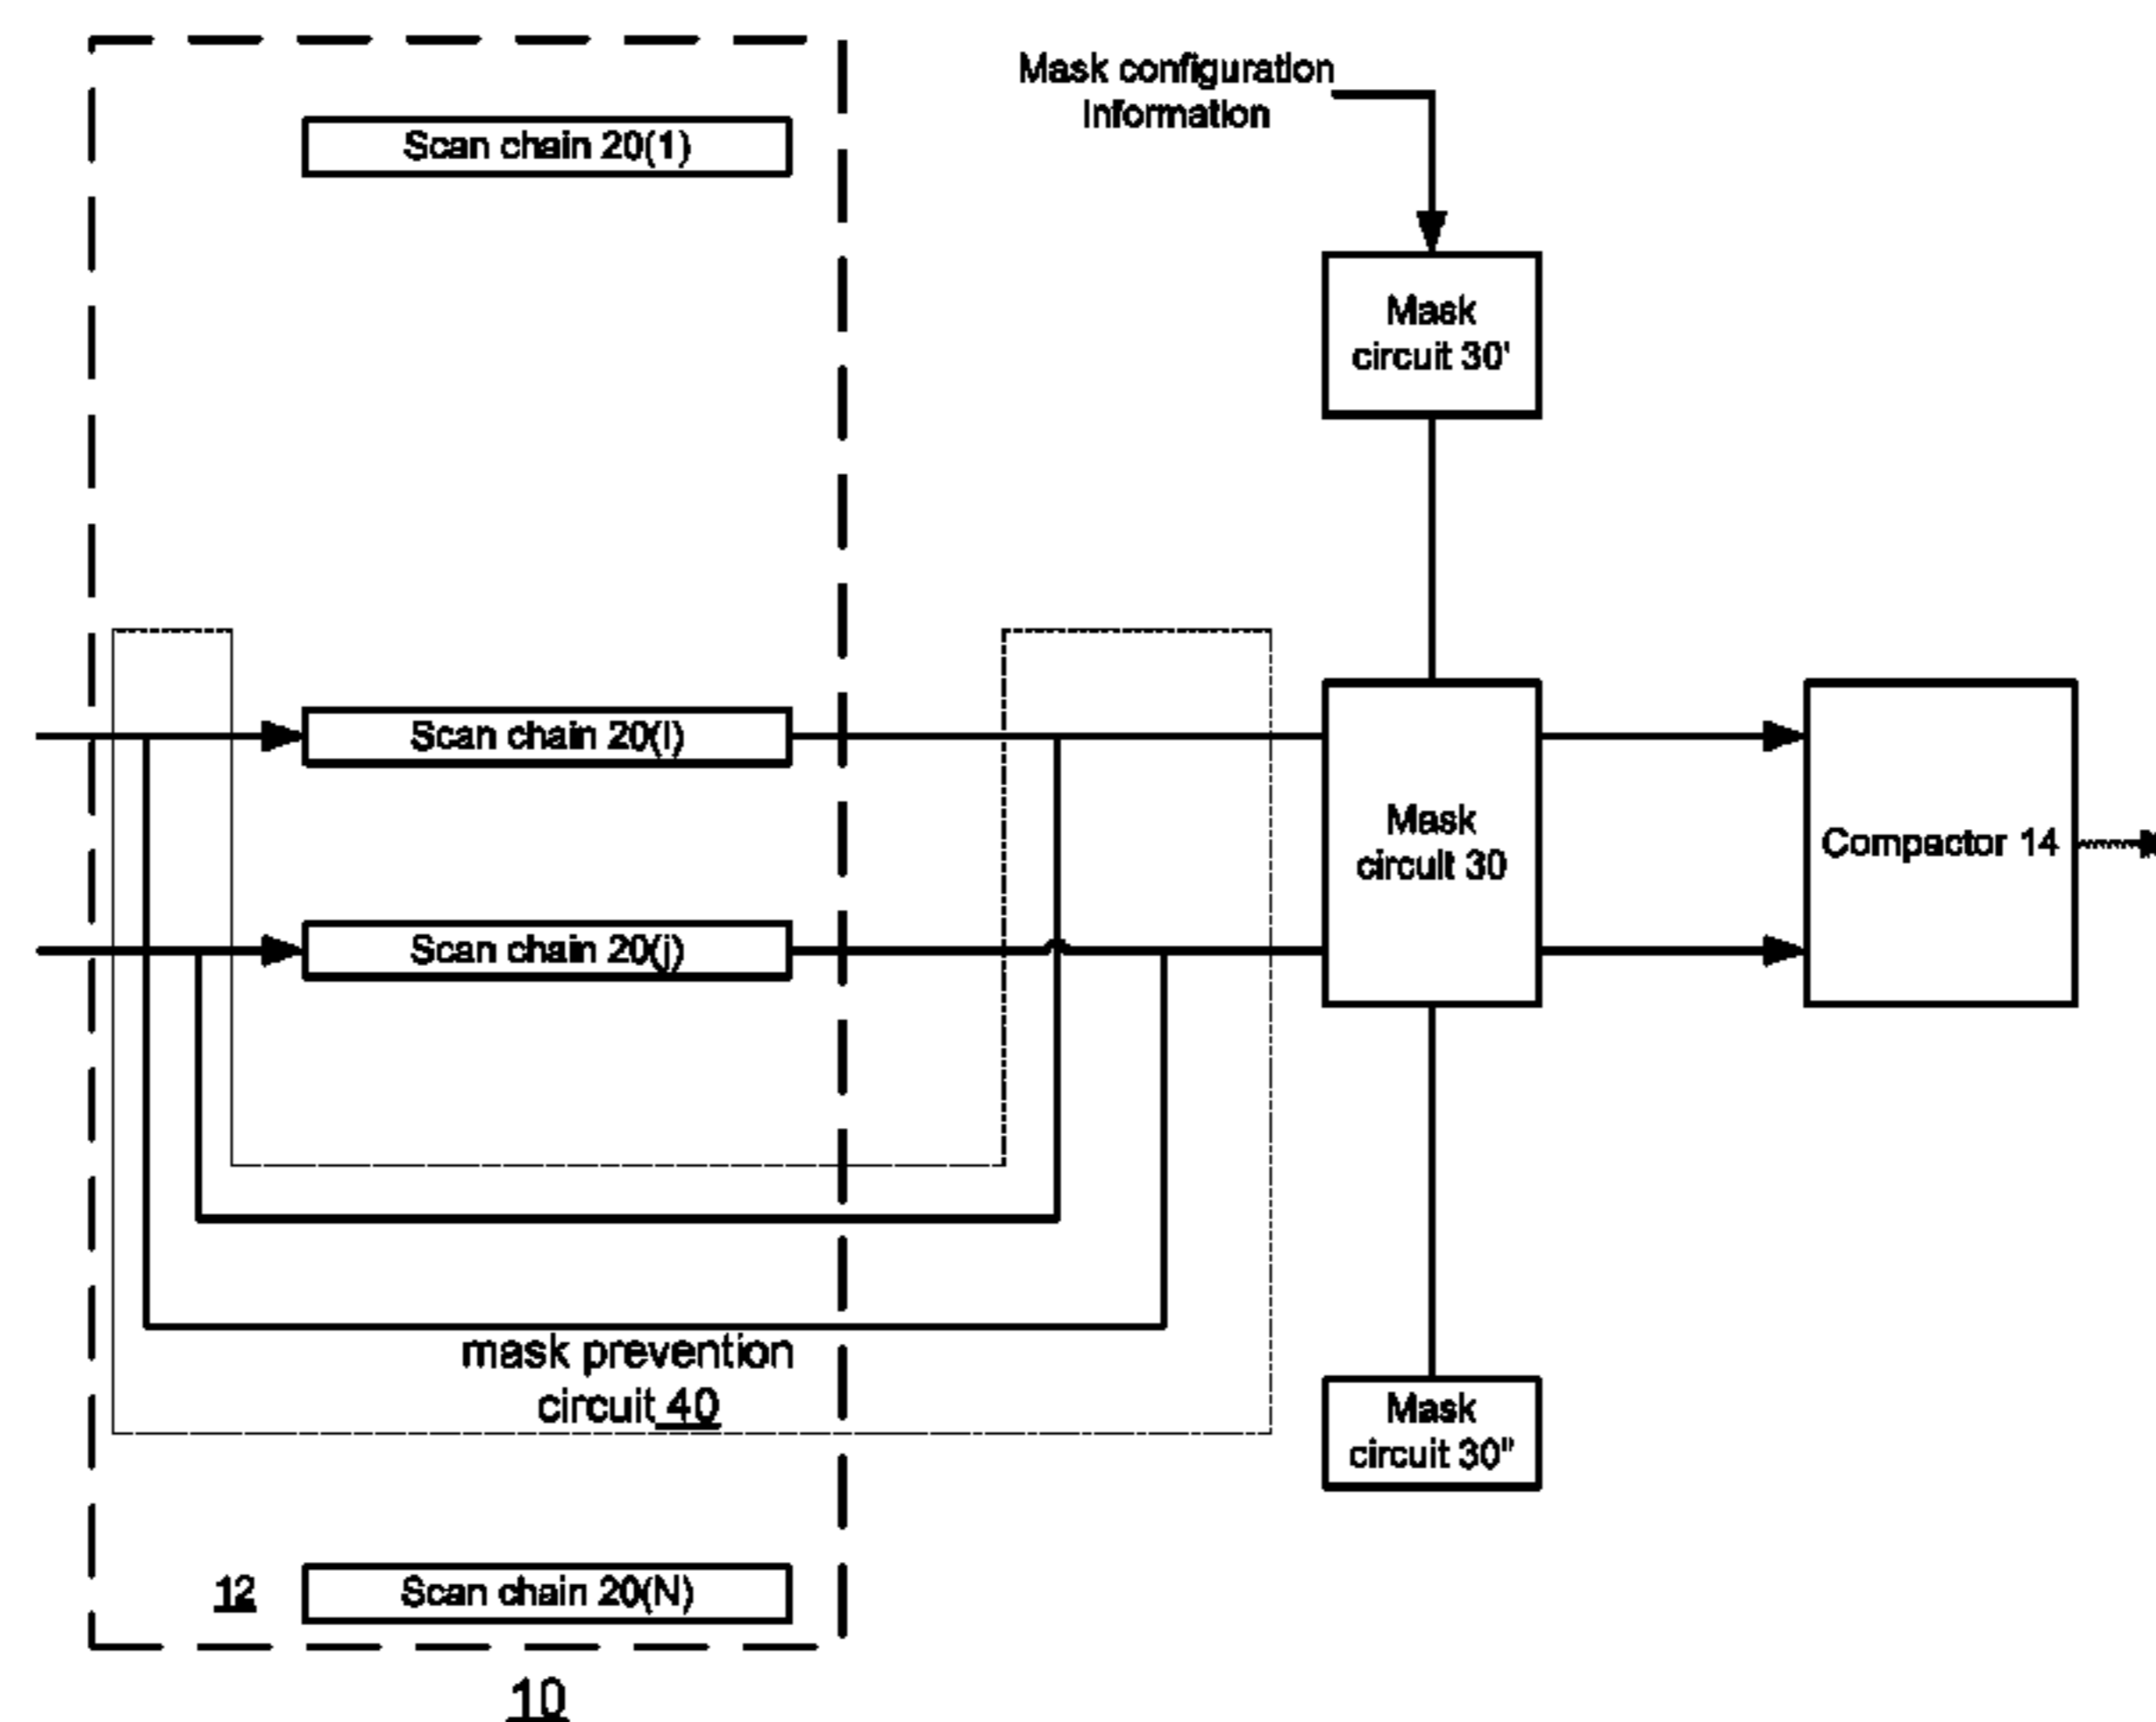 Mask configuration
Information
Scan chain 20(1)
Mask
circuit 30'
Scan chain 20(i)
Mask
circuit 30
Compactor 14
Scan chain 20(j)
mask prevention
circuit 40
Mask
circuit 30"
12
Scan chain 20(N)
10